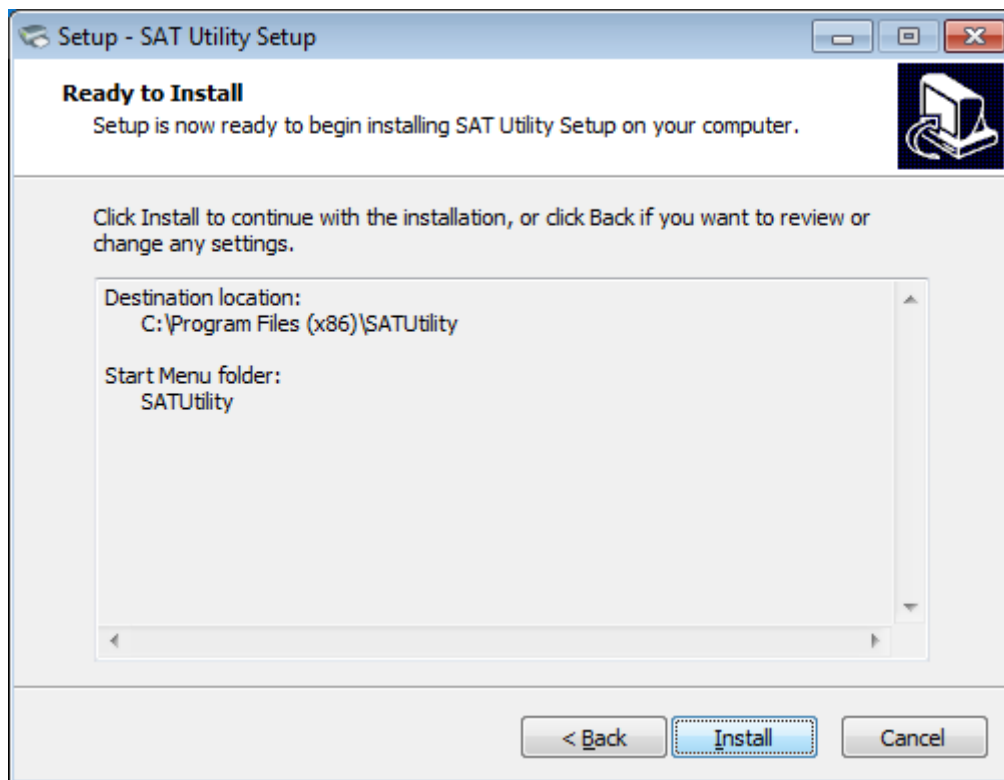 Setup - SAT Utility Setup
Ready to Install
Setup is now ready to begin installing SAT Utility Setup on your computer.
Click Install to continue with the installation, or click Back if you want to review or
change any settings.
Destination location:
C:\Program Files (x86)\SATUtility
Start Menu folder:
SATUtility
< Back
Install
Cancel